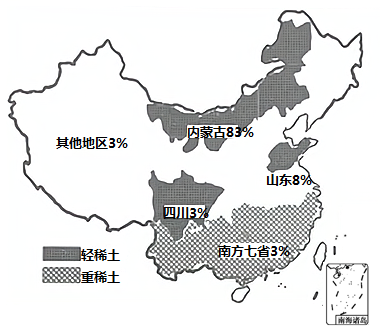 其他地区3%
内蒙古83%
山东8%
四川3%
南方七省3%
轻稀土
重稀土
南海诸岛